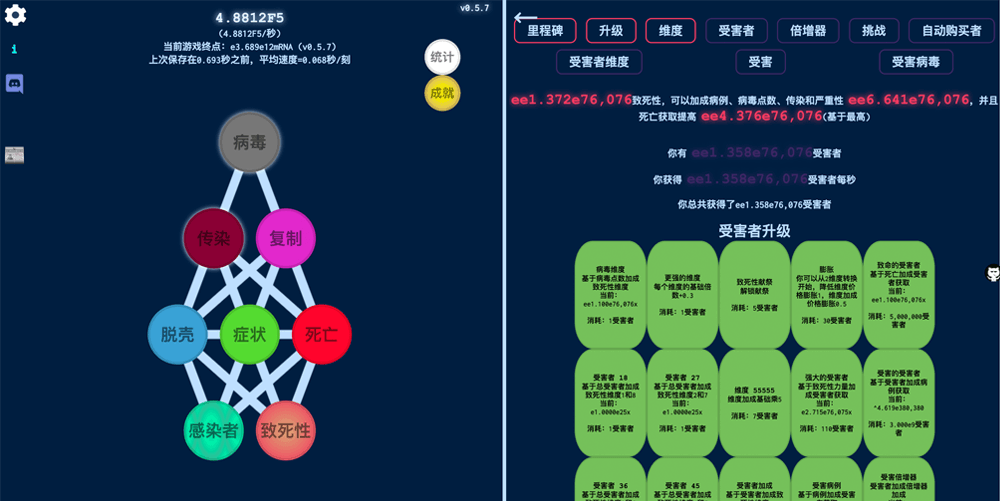 4.8812F5
(4.8812F5/秒)
当前游戏终点：e3.689e12mRNA (v0.5.7)
上次保存在0.693秒之前，平均速度=0.068秒/刻
v0.5.7
i
统计
成就
病毒
传染
复制
脱壳
症状
死亡
感染者
致死性
里程碑
升级
维度
受害者
倍增器
挑战
自动购买者
受害者维度
受害
受害病毒
ee1.372e76,076致死性，可以加成病例、病毒点数、传染和严重性 ee6.641e76,076，并且
死亡获取提高 ee4.376e76,076(基于最高)
你有 ee1.358e76,076受害者
你获得 ee1.358e76,076受害者每秒
你总共获得了ee1.358e76,076受害者
受害者升级
病毒维度
基于病毒点数加成
致死性维度
当前：
ee1.100e76,076x
消耗：1受害者
更强的维度
每个维度的基础倍
数+0.3
消耗：1受害者
致死性献祭
解锁献祭
消耗：5受害者
膨胀
你可以从2维度转换
开始，降低维度价
格膨胀1，维度加成
价格膨胀0.5
消耗：30受害者
致命的受害者
基于死亡加成受害
者获取
当前：
ee1.100e76,076x
消耗：5,000,000受害
者
受害者 18
基于总受害者加成
致死性维度1和8
当前：
e1.0000e25x
消耗：1受害者
受害者 27
基于总受害者加成
致死性维度2和7
当前：
e1.0000e25x
消耗：1受害者
维度 55555
维度加成基础乘5
消耗：7受害者
强大的受害者
基于致死性力量加
成受害者获取
当前：
e2.715e76,075x
消耗：110受害者
受害的受害者
基于受害者加成病
例获取
当前：
^4.619e380,380
消耗：3.000e9受害
者
受害者 36
基于总受害者加成
受害者 45
基于总受害者加成
受害者加成
基于受害者加成致
受害病例
基于病例加成受害
受害倍增器
受害者加成倍增器
加成